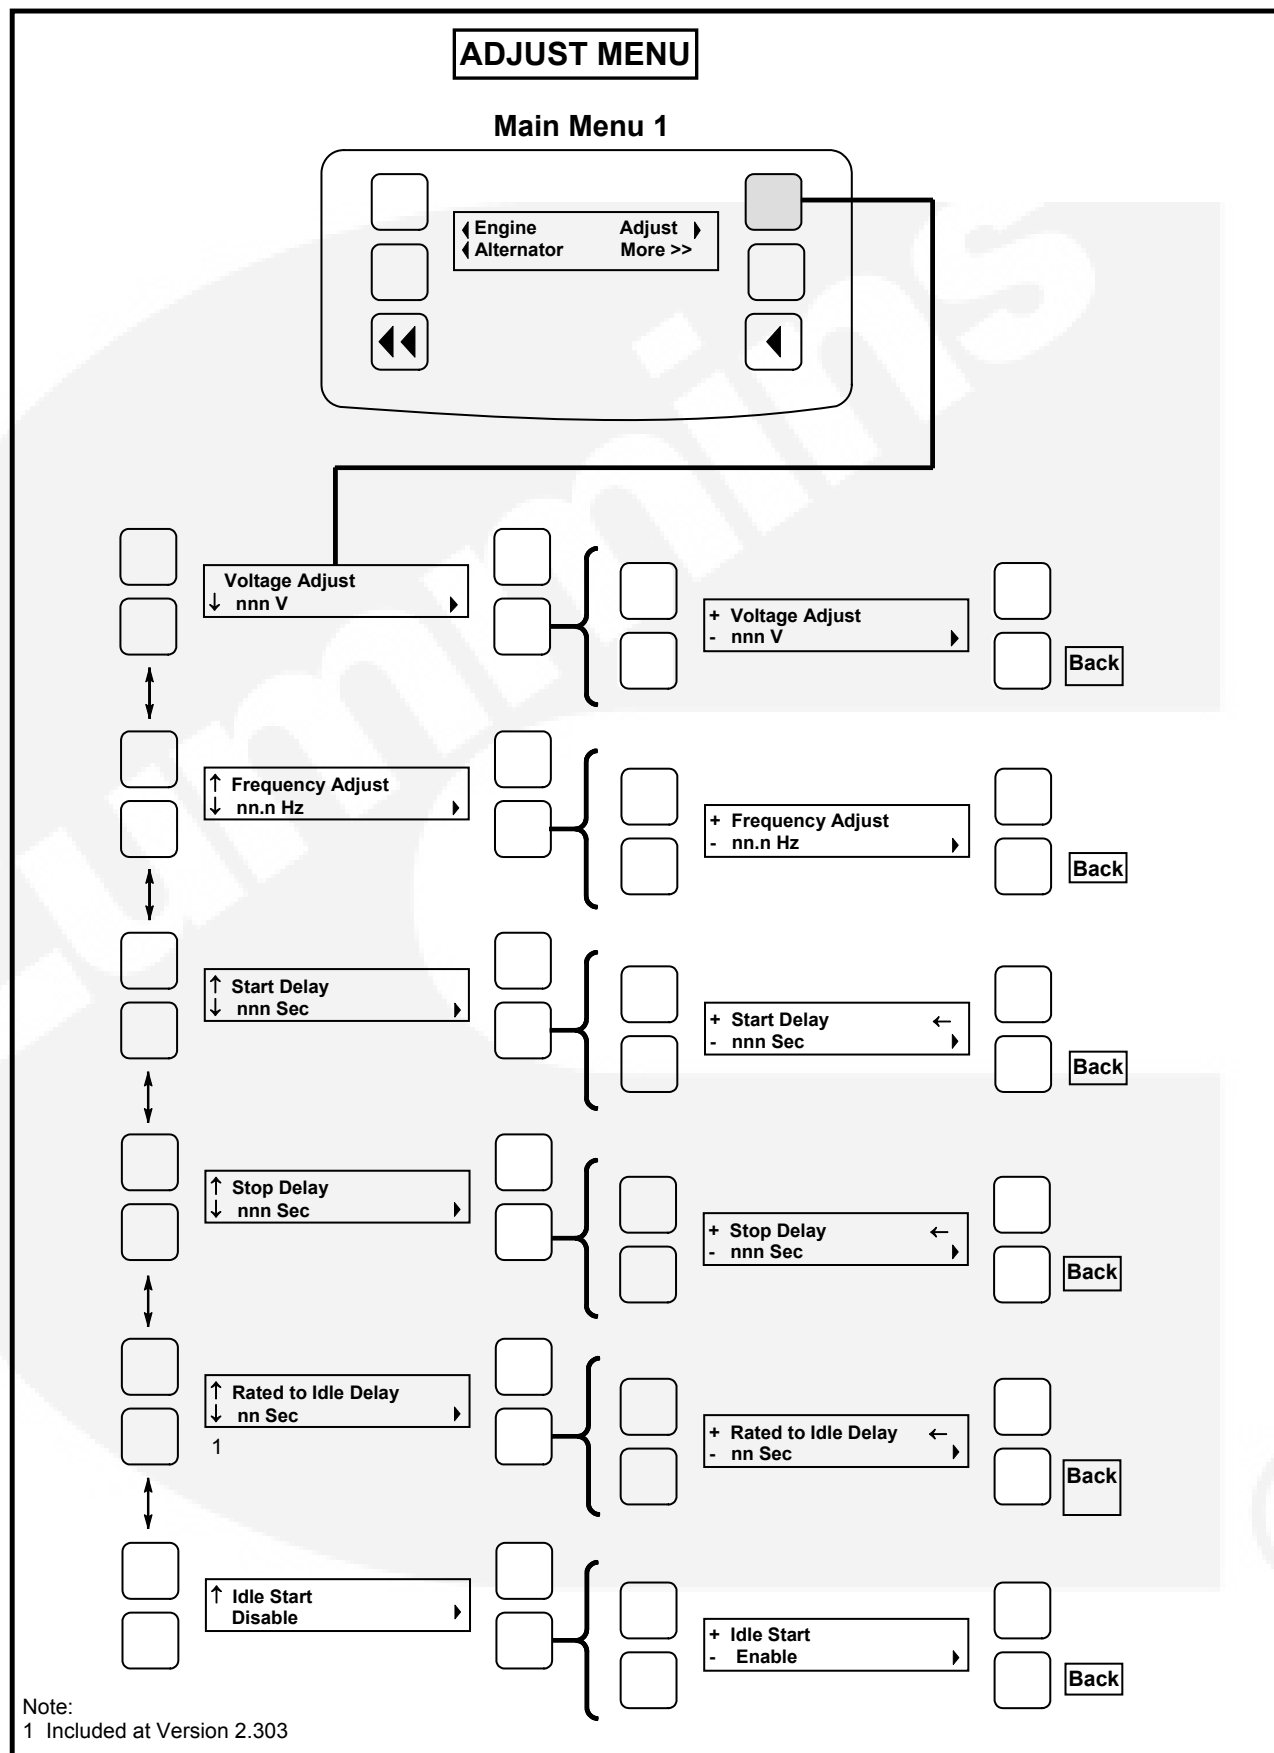 ADJUST MENU
Main Menu 1
Engine Adjust
Alternator More >>
Voltage Adjust
↓ nnn V
+ Voltage Adjust
- nnn V
Back
↑ Frequency Adjust
↓ nn.n Hz
+ Frequency Adjust
- nn.n Hz
Back
↑ Start Delay
↓ nnn Sec
+ Start Delay ←
- nnn Sec
Back
↑ Stop Delay
↓ nnn Sec
+ Stop Delay ←
- nnn Sec
Back
↑ Rated to Idle Delay
↓ nn Sec
1
+ Rated to Idle Delay ←
- nn Sec
Back
↑ Idle Start
Disable
+ Idle Start
- Enable
Back
Note:
1 Included at Version 2.303
cummins